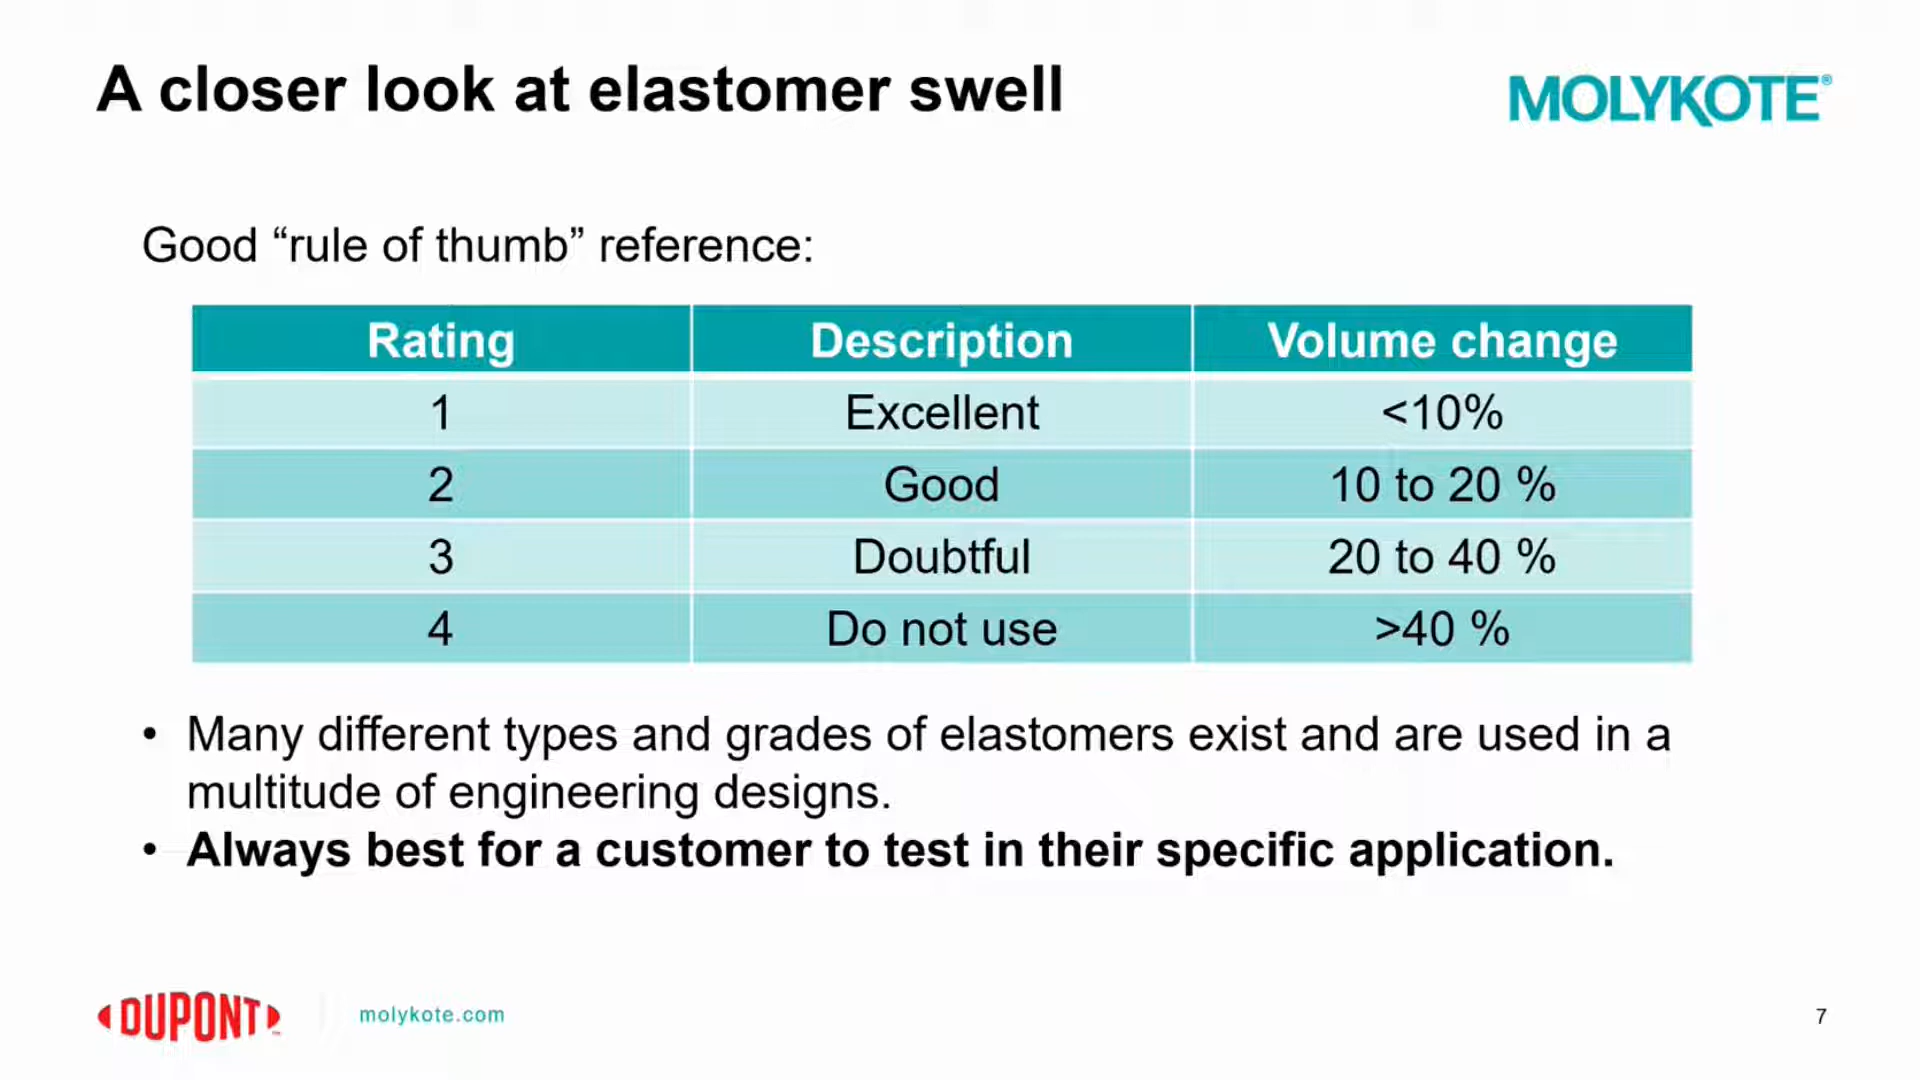 A closer look at elastomer swell
MOLYKOTE®
Good “rule of thumb” reference:
Rating Description Volume change
1 Excellent <10%
2 Good 10 to 20 %
3 Doubtful 20 to 40 %
4 Do not use >40 %
• Many different types and grades of elastomers exist and are used in a
multitude of engineering designs.
• Always best for a customer to test in their specific application.
DUPONT™
molykote.com
7